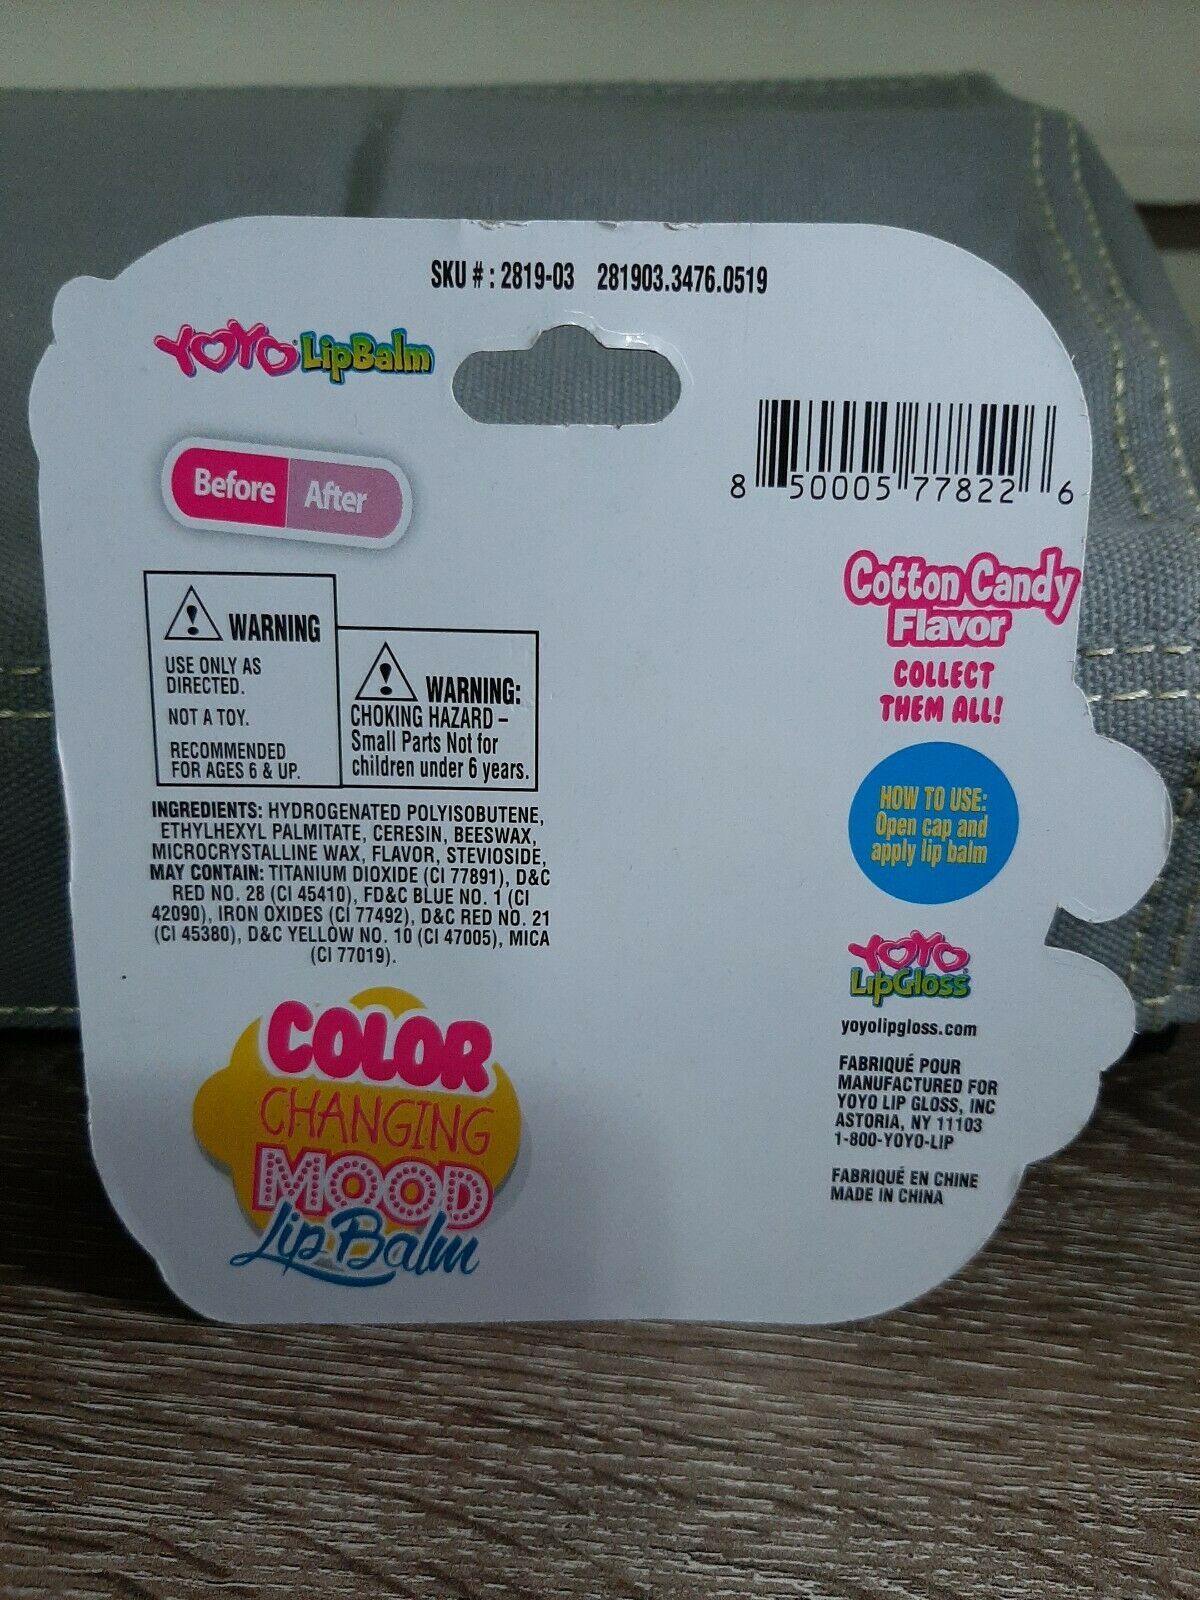 SKU # : 2819-03 281903.3476.0519
YOYO LipBalm
Before After
8 50005 77822 6
Cotton Candy
Flavor
COLLECT
THEM ALL!
WARNING
USE ONLY AS
DIRECTED.
NOT A TOY.
RECOMMENDED
FOR AGES 6 & UP.
WARNING:
CHOKING HAZARD –
Small Parts Not for
children under 6 years.
HOW TO USE:
Open cap and
apply lip balm
INGREDIENTS: HYDROGENATED POLYISOBUTENE,
ETHYLHEXYL PALMITATE, CERESIN, BEESWAX,
MICROCRYSTALLINE WAX, FLAVOR, STEVIOSIDE,
MAY CONTAIN: TITANIUM DIOXIDE (CI 77891), D&C
RED NO. 28 (CI 45410), FD&C BLUE NO. 1 (CI
42090), IRON OXIDES (CI 77492), D&C RED NO. 21
(CI 45380), D&C YELLOW NO. 10 (CI 47005), MICA
(CI 77019).
YOYO
LipGloss
yoyolipgloss.com
FABRIQUÉ POUR
MANUFACTURED FOR
YOYO LIP GLOSS, INC
ASTORIA, NY 11103
1-800-YOYO-LIP
FABRIQUÉ EN CHINE
MADE IN CHINA
COLOR
CHANGING
MOOD
Lip Balm